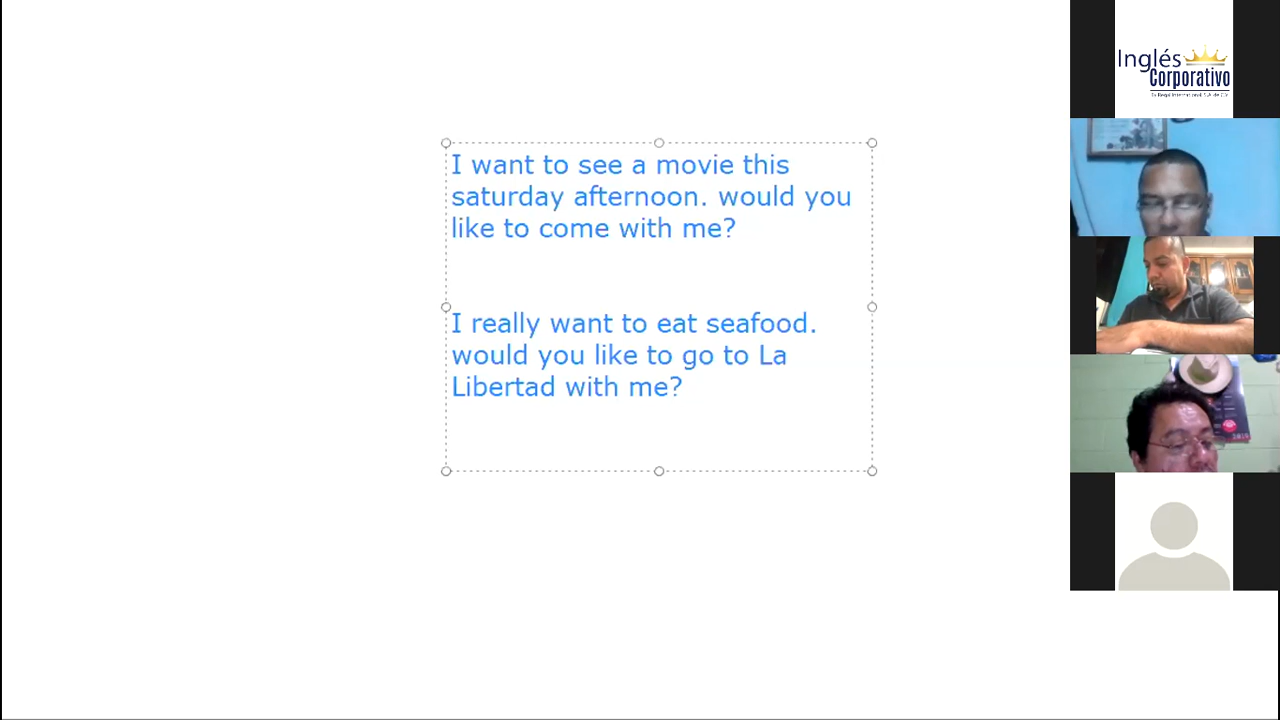 I want to see a movie this
saturday afternoon. would you
like to come with me?
I really want to eat seafood.
would you like to go to La
Libertad with me?
Inglés
Corporativo